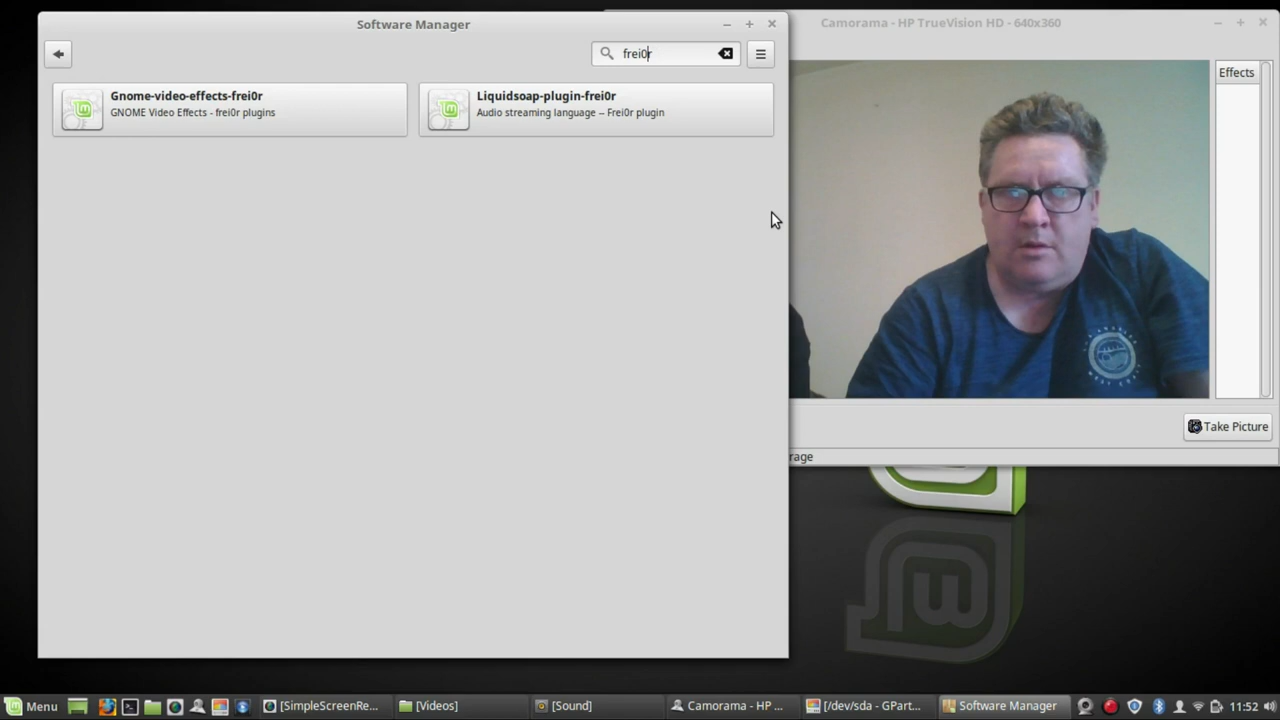 Software Manager
frei0r
Gnome-video-effects-frei0r
GNOME Video Effects - frei0r plugins
Liquidsoap-plugin-frei0r
Audio streaming language – Frei0r plugin
Camorama - HP TrueVision HD - 640x360
Effects
WEST COAST
Take Picture
rage
Menu
[SimpleScreenRe...
[Videos]
[Sound]
Camorama - HP ...
[/dev/sda - GPart...
Software Manager
11:52